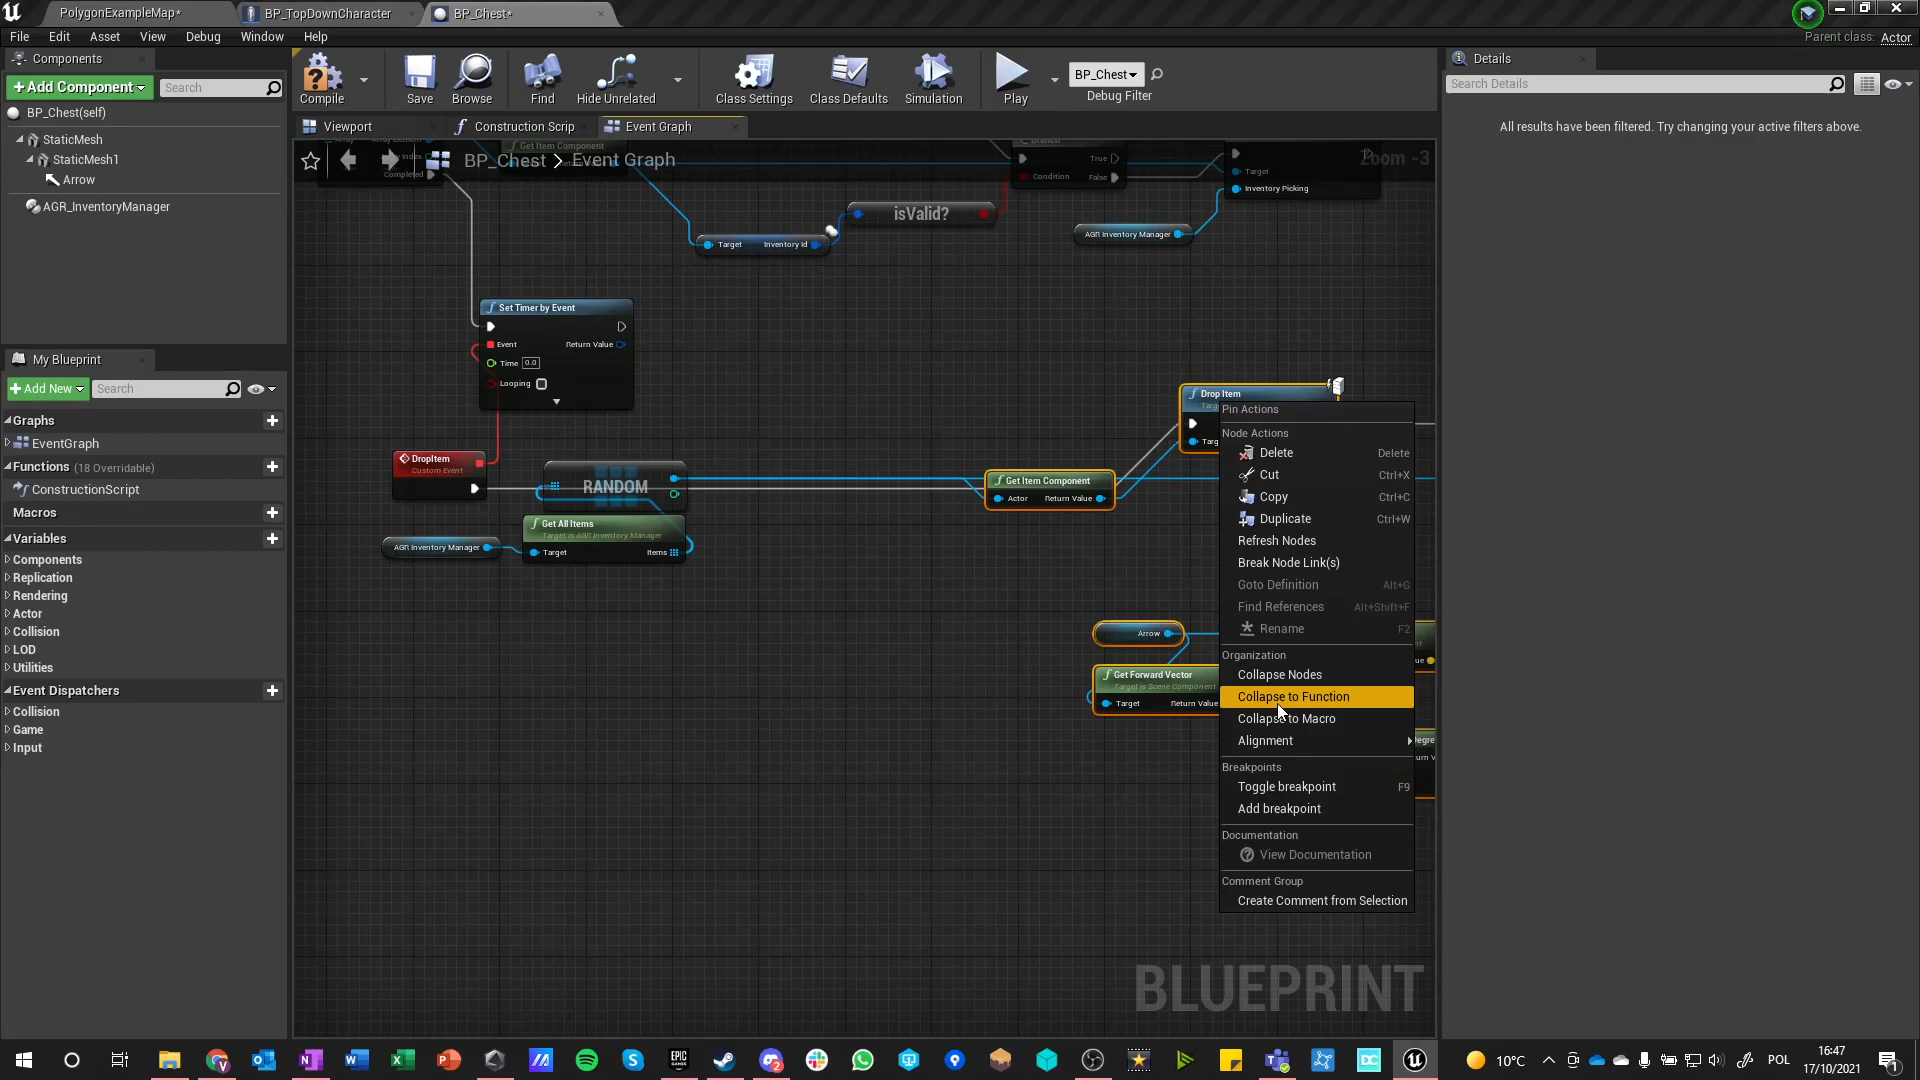 PolygonExampleMap*
BP_TopDownCharacter
BP_Chest*
File Edit Asset View Debug Window Help
Parent class: Actor
Components
+Add Component
Search
BP_Chest(self)
StaticMesh
StaticMesh1
Arrow
AGR_InventoryManager
My Blueprint
+Add New
Search
Graphs
EventGraph
Functions (18 Overridable)
ConstructionScript
Macros
Variables
Components
Replication
Rendering
Actor
Collision
LOD
Utilities
Event Dispatchers
Collision
Game
Input
Compile
Save
Browse
Find
Hide Unrelated
Class Settings
Class Defaults
Simulation
Play
BP_Chest
Debug Filter
Viewport
Construction Scrip
Event Graph
BP_Chest > Event Graph
Zoom -3
Get Item Component
Completed
True
Condition False
Target
Inventory Picking
isValid?
Target Inventory Id
AGR Inventory Manager
Set Timer by Event
Event Return Value
Time 0.0
Looping
DropItem
Custom Event
RANDOM
Get All Items
Target is AGR Inventory Manager
Target Items
AGR Inventory Manager
Get Item Component
Actor Return Value
Drop Item
Arrow
Get Forward Vector
Target is Scene Component
Target Return Value
Pin Actions
Node Actions
Delete Delete
Cut Ctrl+X
Copy Ctrl+C
Duplicate Ctrl+W
Refresh Nodes
Break Node Link(s)
Goto Definition Alt+G
Find References Alt+Shift+F
Rename F2
Organization
Collapse Nodes
Collapse to Function
Collapse to Macro
Alignment
Breakpoints
Toggle breakpoint F9
Add breakpoint
Documentation
View Documentation
Comment Group
Create Comment from Selection
BLUEPRINT
Details
Search Details
All results have been filtered. Try changing your active filters above.
10°C
POL
16:47
17/10/2021